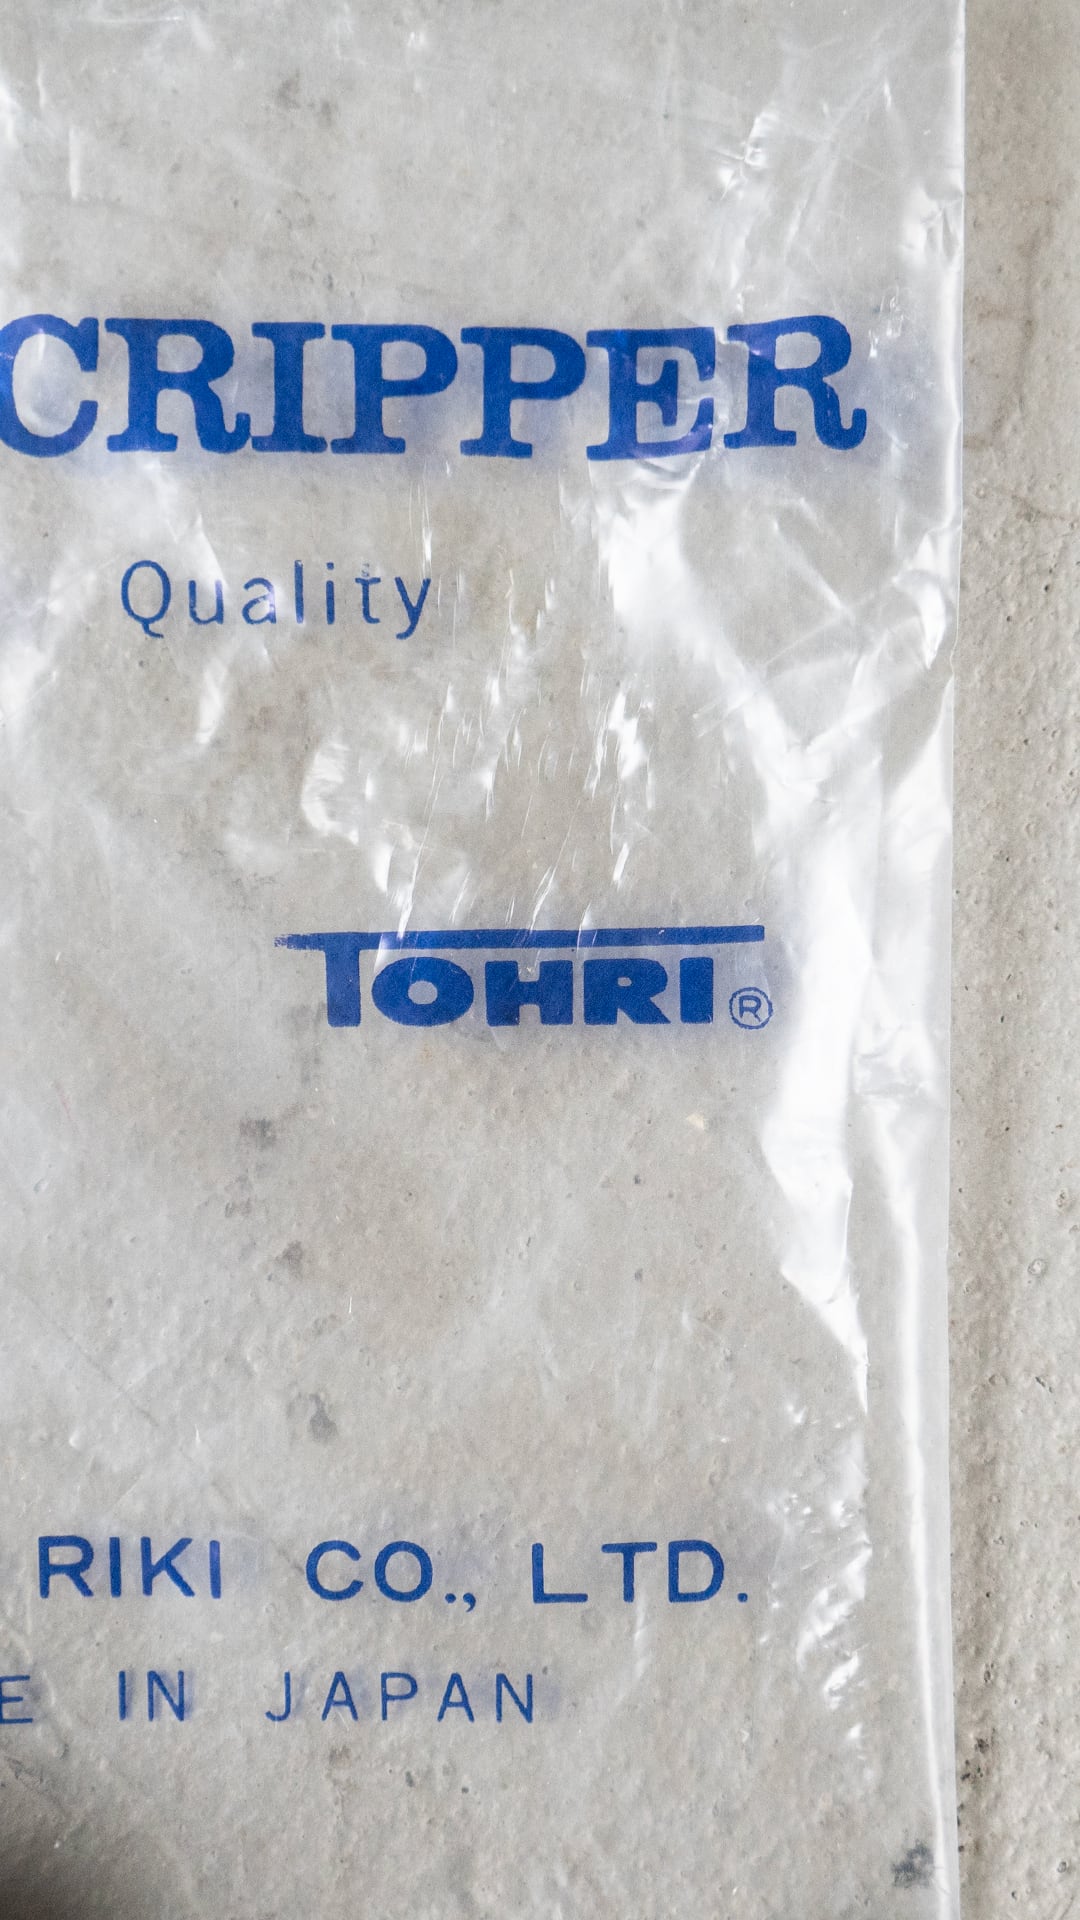 CRIPPER
Quality
TOHRI®
RIKI CO., LTD.
E IN JAPAN